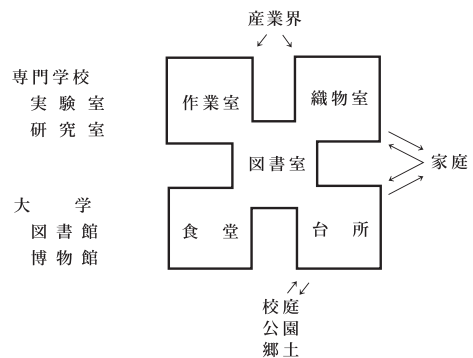 産業界
専門学校
実験室
研究室
作業室
織物室
図書室
家庭
大学
図書館
博物館
食堂
台所
校庭
公園
郷土